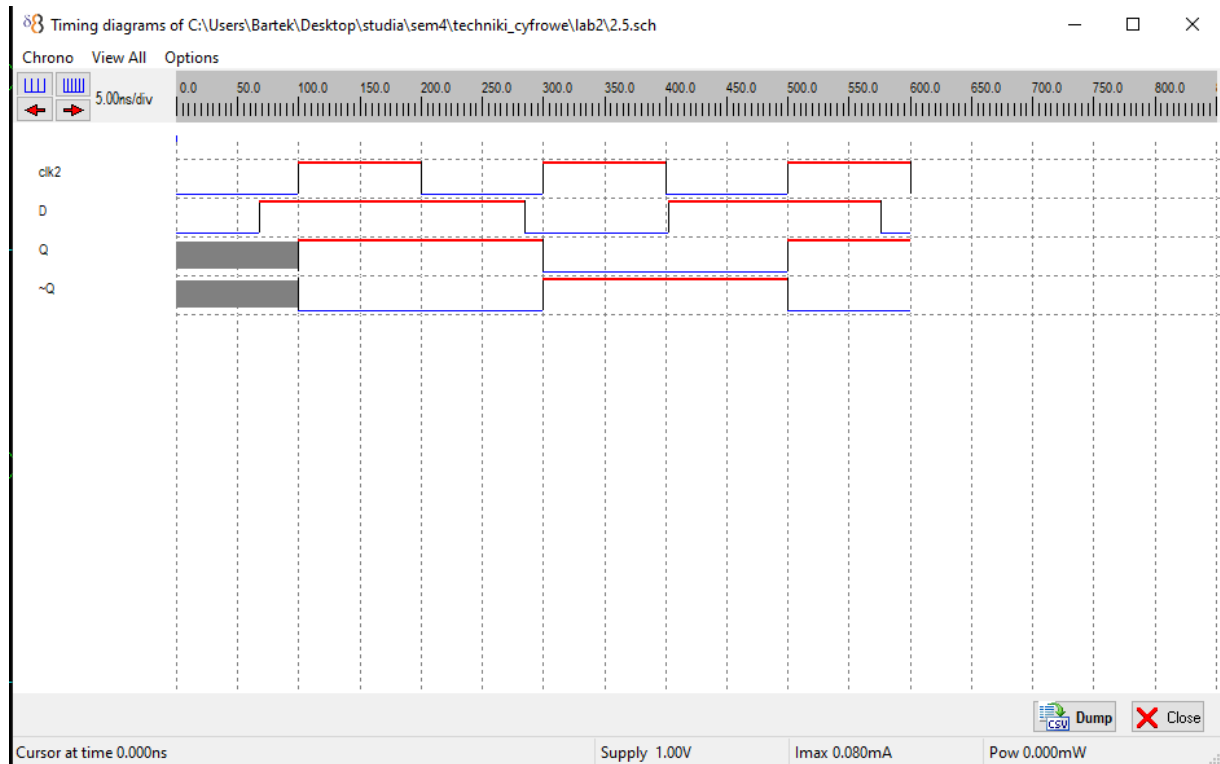 Timing diagrams of C:\Users\Bartek\Desktop\studia\sem4\techniki_cyfrowe\lab2\2.5.sch
Chrono View All Options
5.00ns/div 0.0 50.0 100.0 150.0 200.0 250.0 300.0 350.0 400.0 450.0 500.0 550.0 600.0 650.0 700.0 750.0 800.0
clk2
D
Q
~Q
CSV Dump Close
Cursor at time 0.000ns Supply 1.00V Imax 0.080mA Pow 0.000mW